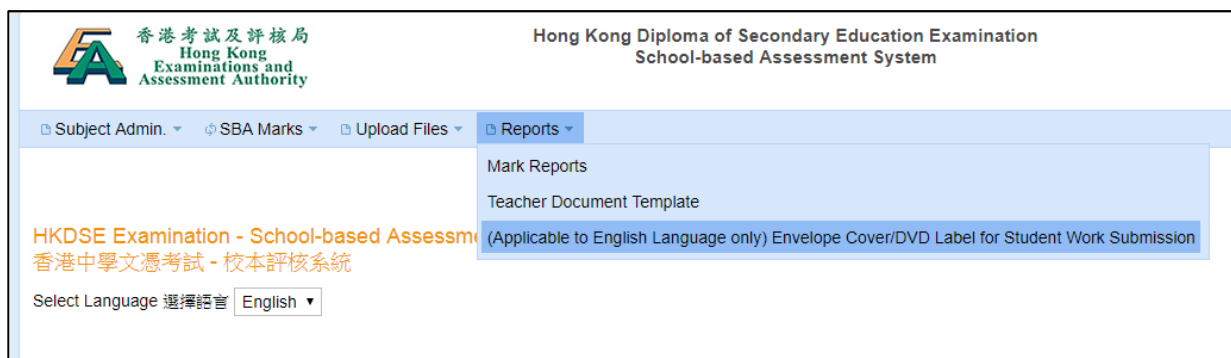 香港考試及評核局
Hong Kong
Examinations and
Assessment Authority
Hong Kong Diploma of Secondary Education Examination
School-based Assessment System
Subject Admin.
SBA Marks
Upload Files
Reports
Mark Reports
Teacher Document Template
(Applicable to English Language only) Envelope Cover/DVD Label for Student Work Submission
HKDSE Examination - School-based Assessm
香港中學文憑考試 - 校本評核系統
Select Language 選擇語言 English